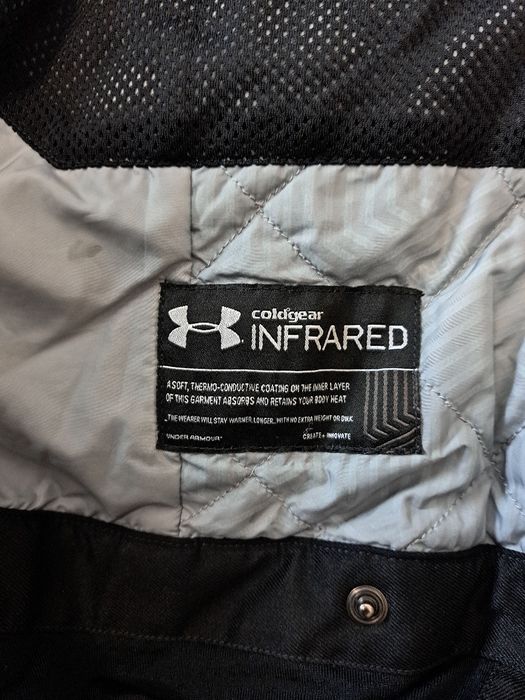 coldgear
INFRARED
A SOFT, THERMO-CONDUCTIVE COATING ON THE INNER LAYER
OF THIS GARMENT ABSORBS AND RETAINS YOUR BODY HEAT
THE WEARER WILL STAY WARMER, LONGER, WITH NO EXTRA WEIGHT OR BULK
UNDER ARMOUR CREATE + INNOVATE